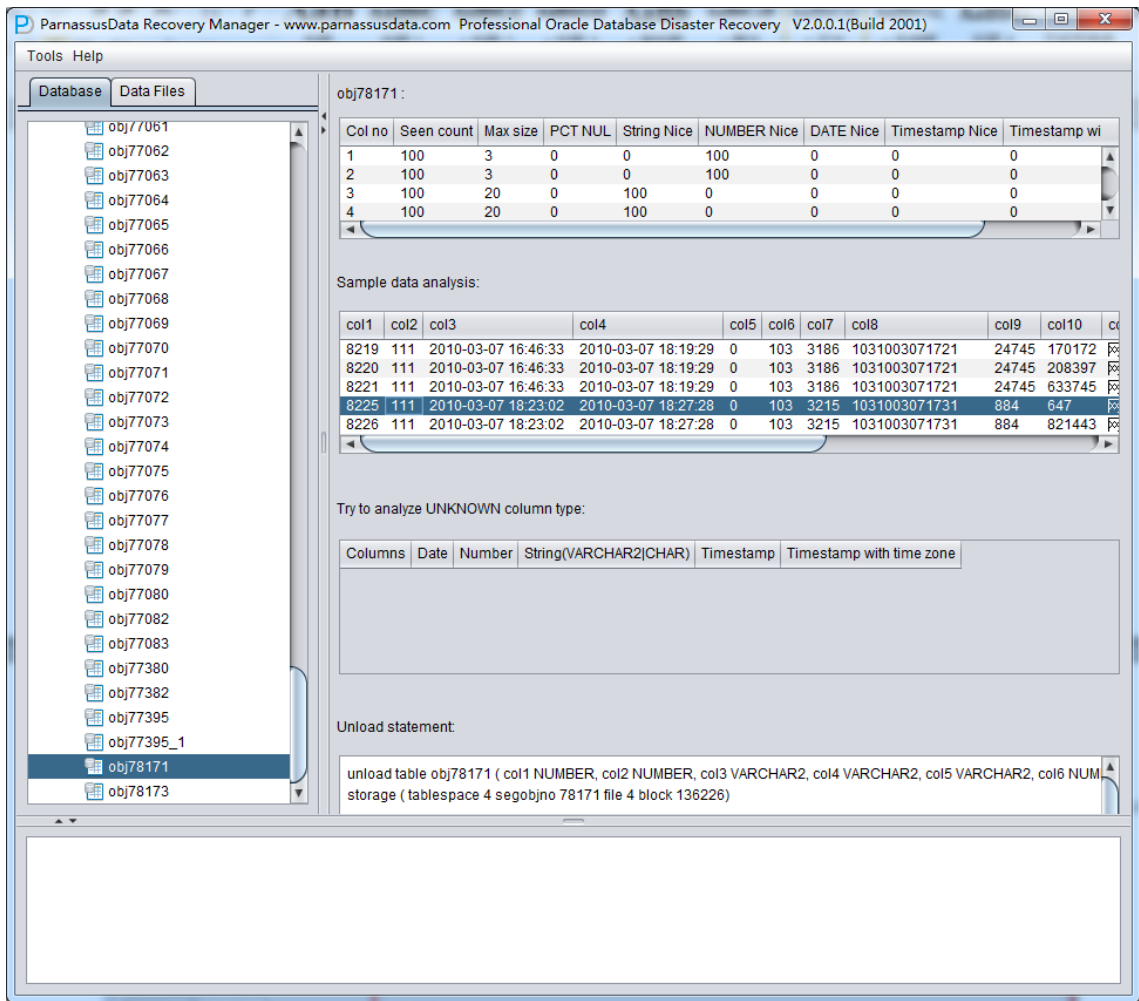 ParnassusData Recovery Manager - www.parnassusdata.com Professional Oracle Database Disaster Recovery V2.0.0.1(Build 2001)
Tools Help
Database Data Files
obj77061
obj77062
obj77063
obj77064
obj77065
obj77066
obj77067
obj77068
obj77069
obj77070
obj77071
obj77072
obj77073
obj77074
obj77075
obj77076
obj77077
obj77078
obj77079
obj77080
obj77082
obj77083
obj77380
obj77382
obj77395
obj77395_1
obj78171
obj78173
obj78171 :
Col no Seen count Max size PCT NUL String Nice NUMBER Nice DATE Nice Timestamp Nice Timestamp wi
1 100 3 0 0 100 0 0 0
2 100 3 0 0 100 0 0 0
3 100 20 0 100 0 0 0 0
4 100 20 0 100 0 0 0 0
Sample data analysis:
col1 col2 col3 col4 col5 col6 col7 col8 col9 col10
8219 111 2010-03-07 16:46:33 2010-03-07 18:19:29 0 103 3186 1031003071721 24745 170172
8220 111 2010-03-07 16:46:33 2010-03-07 18:19:29 0 103 3186 1031003071721 24745 208397
8221 111 2010-03-07 16:46:33 2010-03-07 18:19:29 0 103 3186 1031003071721 24745 633745
8225 111 2010-03-07 18:23:02 2010-03-07 18:27:28 0 103 3215 1031003071731 884 647
8226 111 2010-03-07 18:23:02 2010-03-07 18:27:28 0 103 3215 1031003071731 884 821443
Try to analyze UNKNOWN column type:
Columns Date Number String(VARCHAR2|CHAR) Timestamp Timestamp with time zone
Unload statement:
unload table obj78171 ( col1 NUMBER, col2 NUMBER, col3 VARCHAR2, col4 VARCHAR2, col5 VARCHAR2, col6 NUM
storage ( tablespace 4 segobjno 78171 file 4 block 136226)